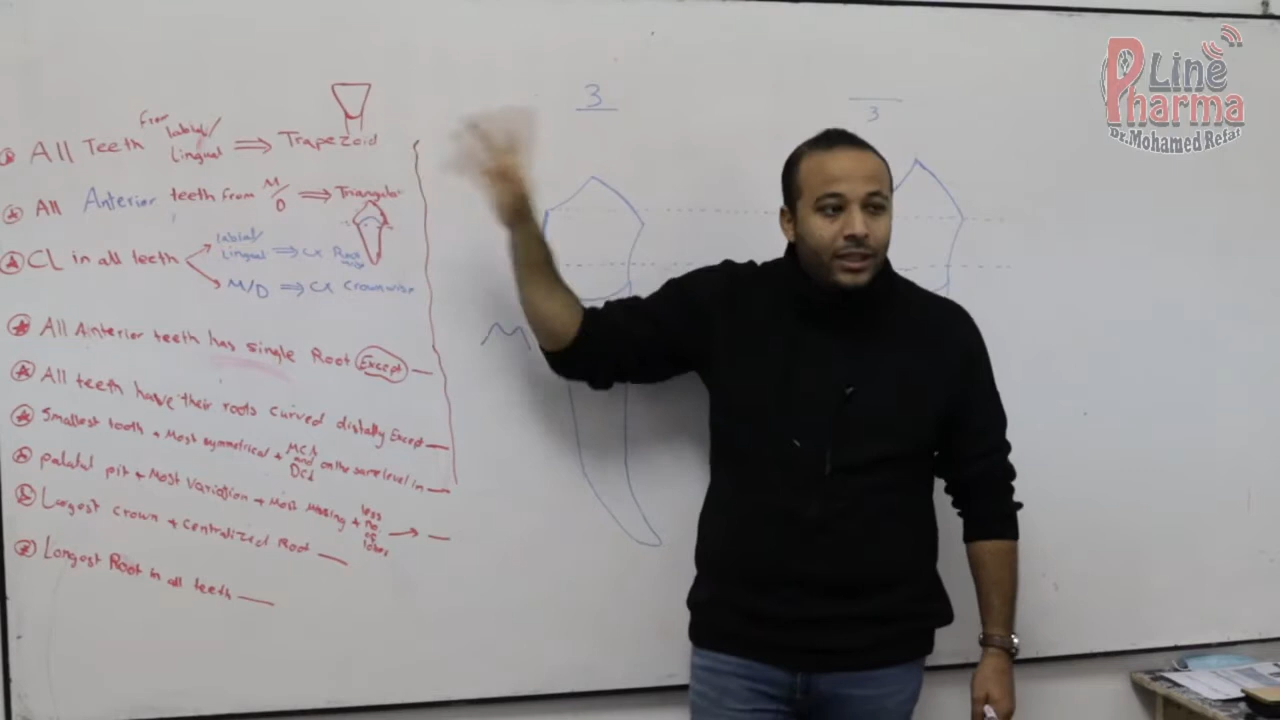 All Teeth from labial/Lingual ⇒ Trapezoid
All Anterior teeth from M/D ⇒ Triangular
CL in all teeth
labial/Lingual ⇒ Cx Root wise
M/D ⇒ Cx Crownwise
All Anterior teeth has single Root Except —
All teeth have their roots curved distally Except —
Smallest tooth + Most symmetrical + MCA and DCA on the same level in —
palatal pit + Most Variation + Most Missing + less no of lobes → —
Largest crown + Centralized Root —
Longest Root in all teeth —
3
M
3
Line Pharma
Dr.Mohamed Refat